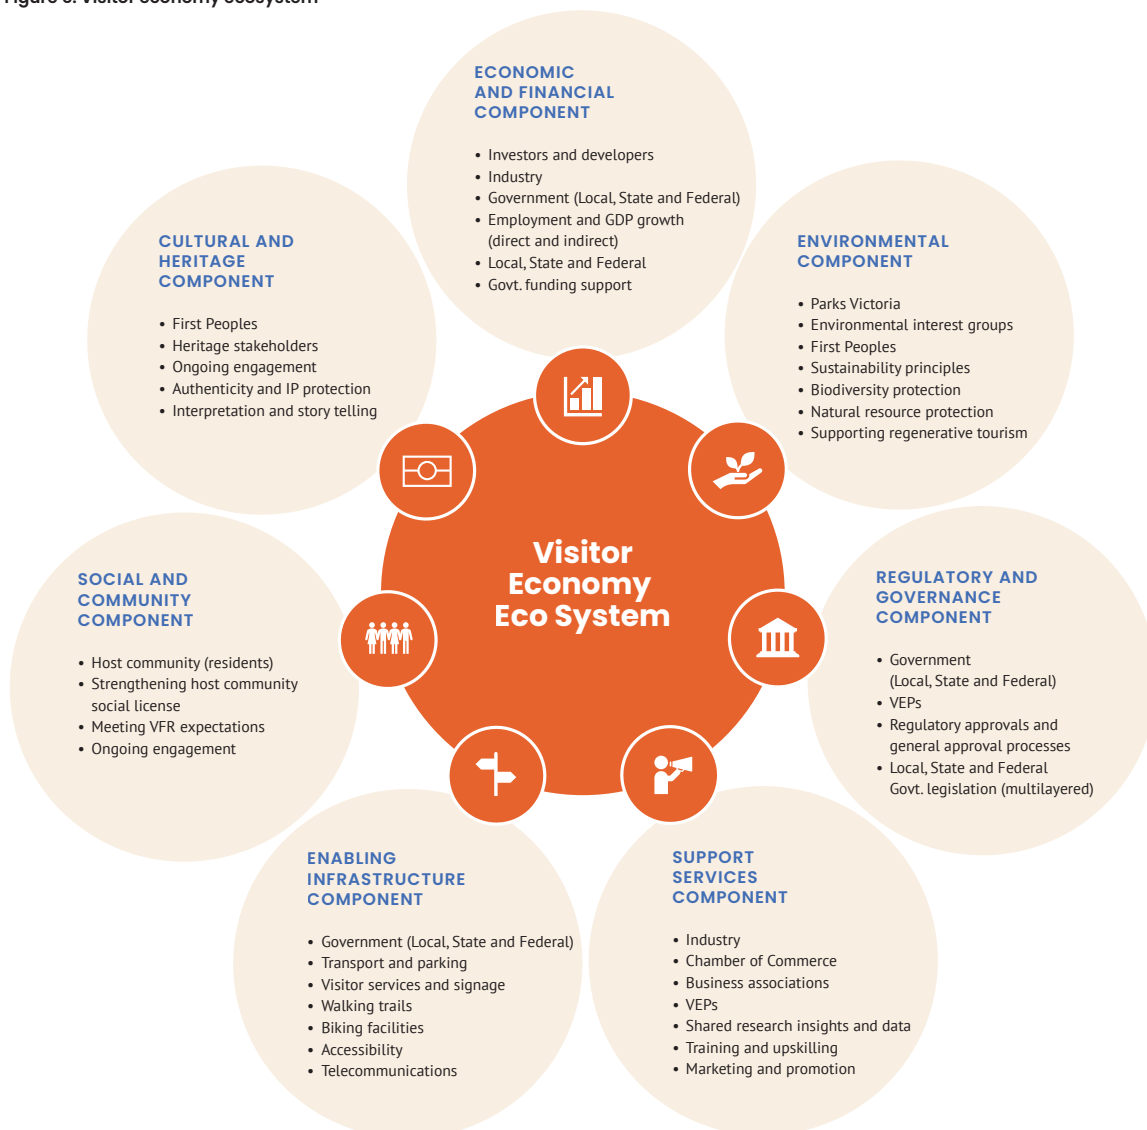 Figure 6: Visitor economy ecosystem
ECONOMIC
AND FINANCIAL
COMPONENT
• Investors and developers
• Industry
• Government (Local, State and Federal)
• Employment and GDP growth
(direct and indirect)
• Local, State and Federal
• Govt. funding support
ENVIRONMENTAL
COMPONENT
• Parks Victoria
• Environmental interest groups
• First Peoples
• Sustainability principles
• Biodiversity protection
• Natural resource protection
• Supporting regenerative tourism
REGULATORY AND
GOVERNANCE
COMPONENT
• Government
(Local, State and Federal)
• VEPs
• Regulatory approvals and
general approval processes
• Local, State and Federal
Govt. legislation (multilayered)
SUPPORT
SERVICES
COMPONENT
• Industry
• Chamber of Commerce
• Business associations
• VEPs
• Shared research insights and data
• Training and upskilling
• Marketing and promotion
ENABLING
INFRASTRUCTURE
COMPONENT
• Government (Local, State and Federal)
• Transport and parking
• Visitor services and signage
• Walking trails
• Biking facilities
• Accessibility
• Telecommunications
SOCIAL AND
COMMUNITY
COMPONENT
• Host community (residents)
• Strengthening host community
social license
• Meeting VFR expectations
• Ongoing engagement
CULTURAL AND
HERITAGE
COMPONENT
• First Peoples
• Heritage stakeholders
• Ongoing engagement
• Authenticity and IP protection
• Interpretation and story telling
Visitor
Economy
Eco System